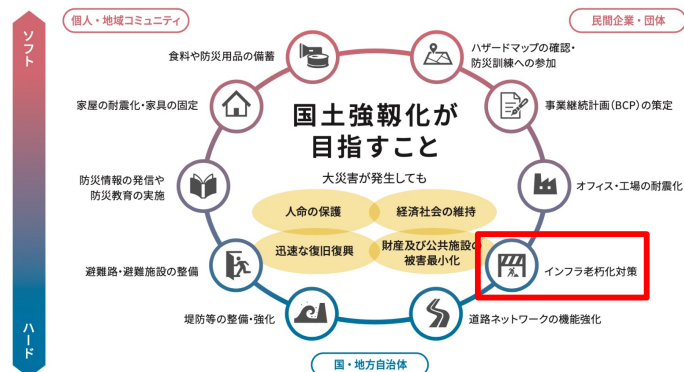 個人・地域コミュニティ
民間企業・団体
ソフト
食料や防災用品の備蓄
ハザードマップの確認・
防災訓練への参加
家屋の耐震化・家具の固定
事業継続計画(BCP)の策定
国土強靱化が
目指すこと
大災害が発生しても
防災情報の発信や
防災教育の実施
オフィス・工場の耐震化
人命の保護
経済社会の維持
迅速な復旧復興
財産及び公共施設の
被害最小化
避難路・避難施設の整備
インフラ老朽化対策
堤防等の整備・強化
道路ネットワークの機能強化
ハード
国・地方自治体